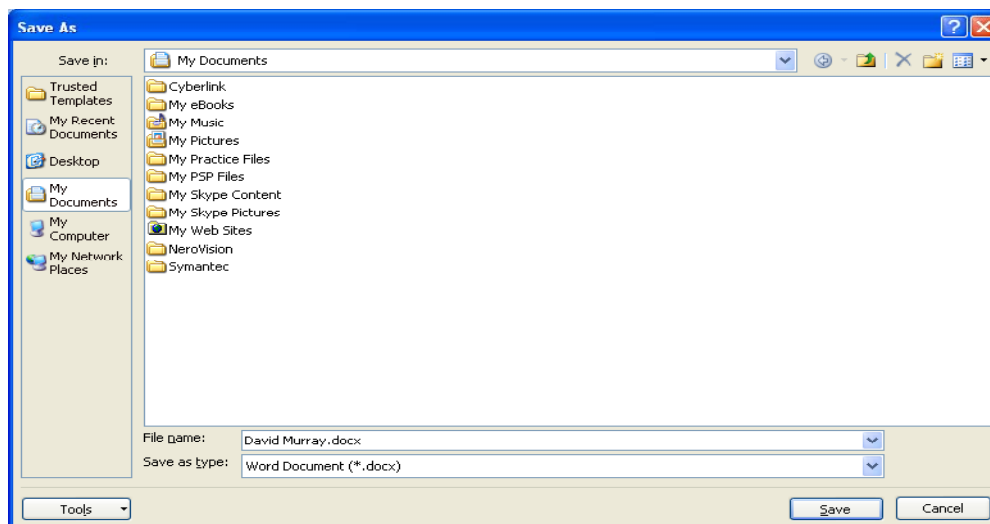 Save As
Save in:
My Documents
Trusted
Templates
My Recent
Documents
Desktop
My
Documents
My
Computer
My Network
Places
Cyberlink
My eBooks
My Music
My Pictures
My Practice Files
My PSP Files
My Skype Content
My Skype Pictures
My Web Sites
NeroVision
Symantec
File name:
David Murray.docx
Save as type:
Word Document (*.docx)
Tools
Save
Cancel